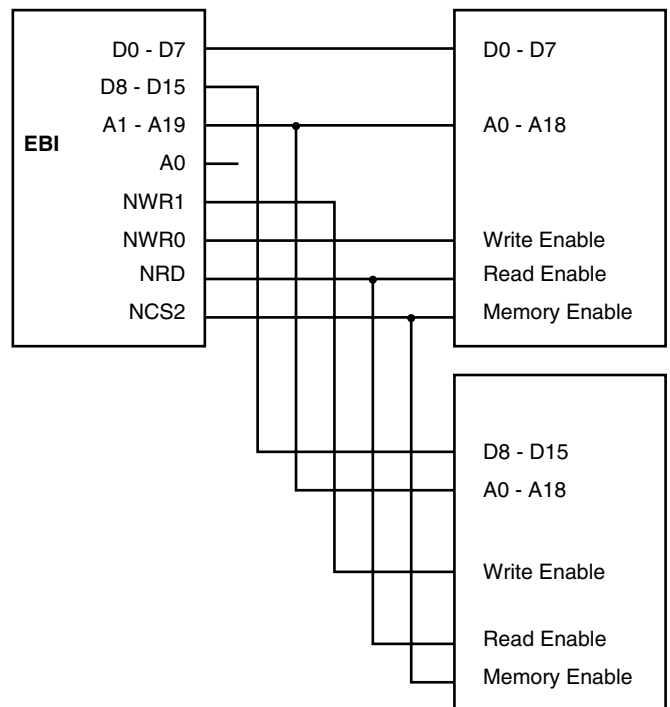 D0 - D7
D8 - D15
A1 - A19
EBI
A0
NWR1
NWR0
NRD
NCS2
D0 - D7
A0 - A18
Write Enable
Read Enable
Memory Enable
D8 - D15
A0 - A18
Write Enable
Read Enable
Memory Enable